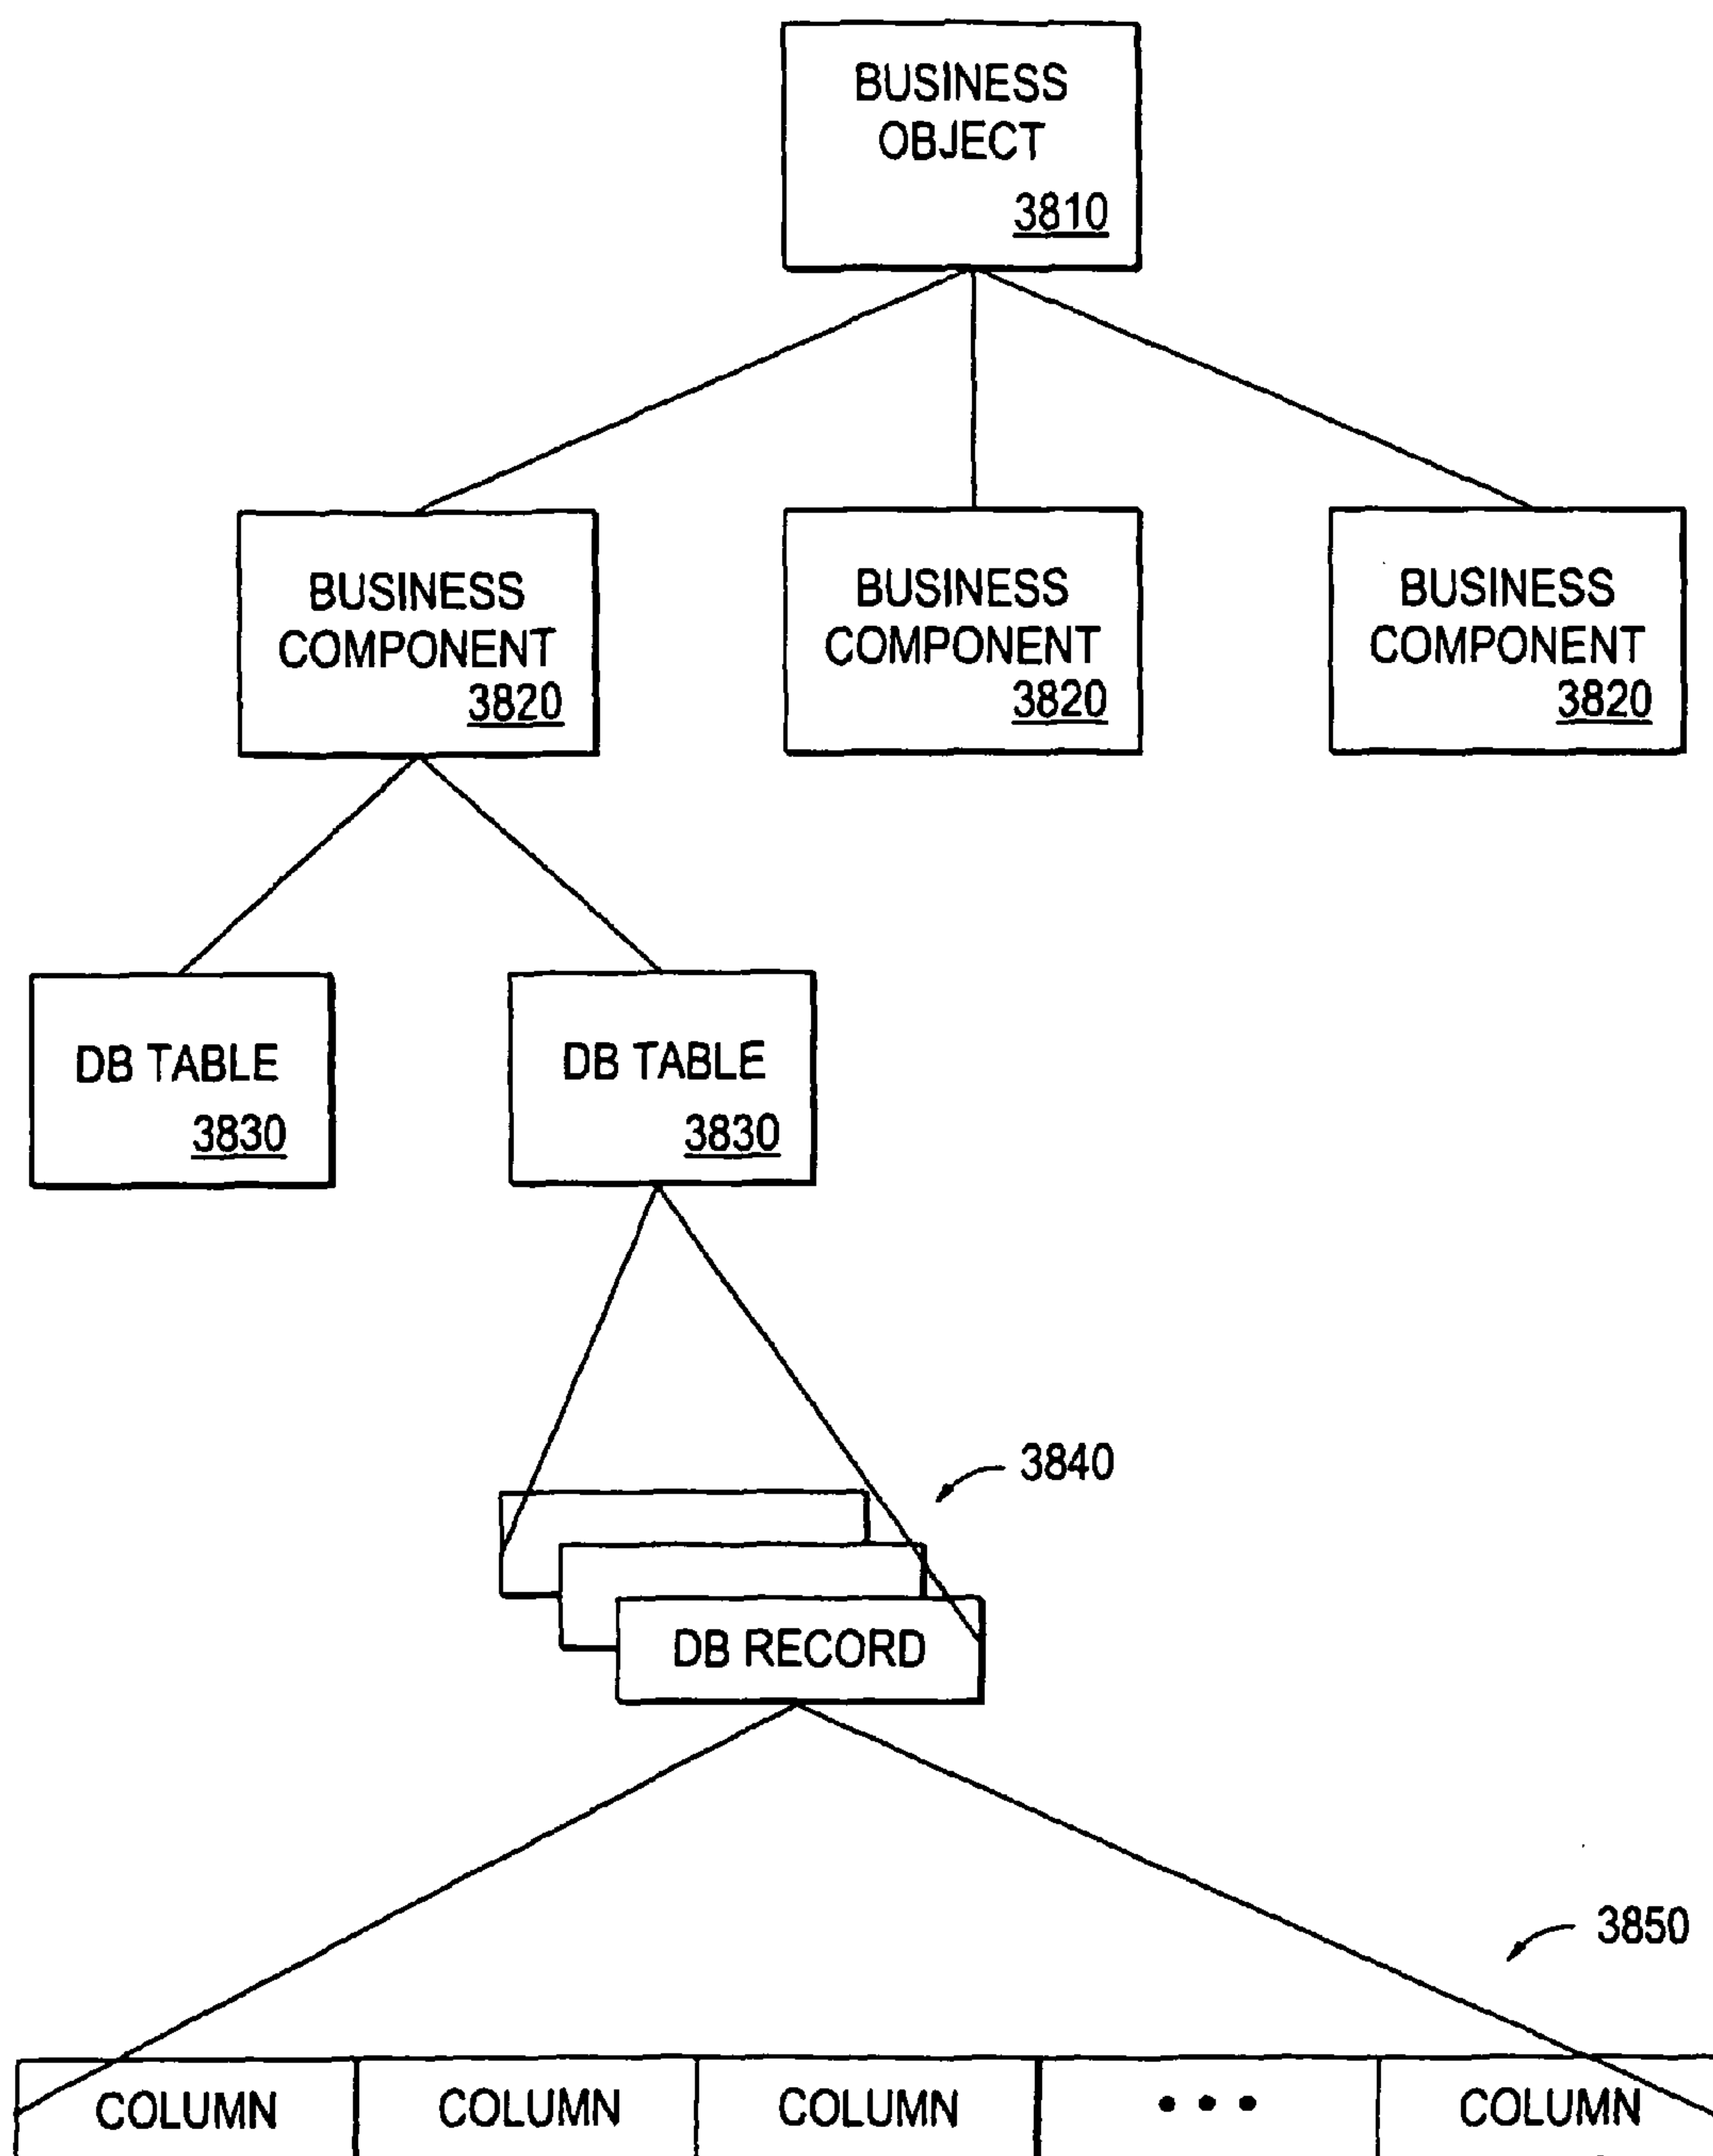 BUSINESS
OBJECT
3810
BUSINESS
COMPONENT
3820
BUSINESS
COMPONENT
3820
BUSINESS
COMPONENT
3820
DB TABLE
3830
DB TABLE
3830
3840
DB RECORD
3850
COLUMN COLUMN COLUMN • • • COLUMN